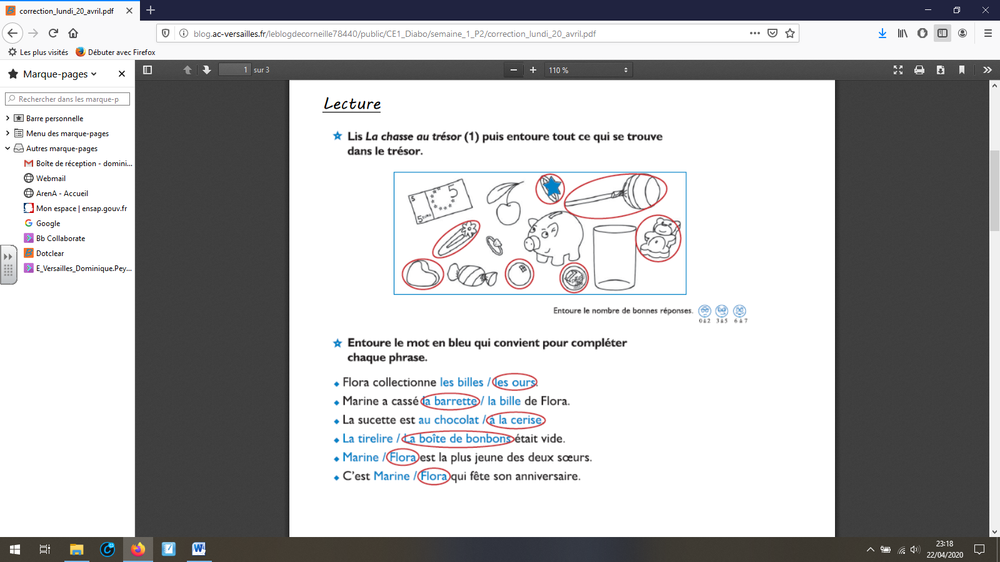 correction_lundi_20_avril.pdf
blog.ac-versailles.fr/leblogdecorneille78440/public/CE1_Diabo/semaine_1_P2/correction_lundi_20_avril.pdf
Les plus visités
Débuter avec Firefox
Marque-pages
1 sur 3
110 %
Rechercher dans les marque-p
Barre personnelle
Menu des marque-pages
Autres marque-pages
Boîte de réception - domini...
Webmail
ArenA - Accueil
Mon espace | ensap.gouv.fr
Google
Bb Collaborate
Dotclear
E_Versailles_Dominique.Pey...
Lecture
Lis La chasse au trésor (1) puis entoure tout ce qui se trouve
dans le trésor.
5
5
5 EURO
Entoure le nombre de bonnes réponses.
0 à 2 3 à 5 6 à 7
Entoure le mot en bleu qui convient pour compléter
chaque phrase.
Flora collectionne les billes / les ours.
Marine a cassé la barrette / la bille de Flora.
La sucette est au chocolat / à la cerise
La tirelire / La boîte de bonbons était vide.
Marine / Flora est la plus jeune des deux sœurs.
C'est Marine / Flora qui fête son anniversaire.
23:18
22/04/2020